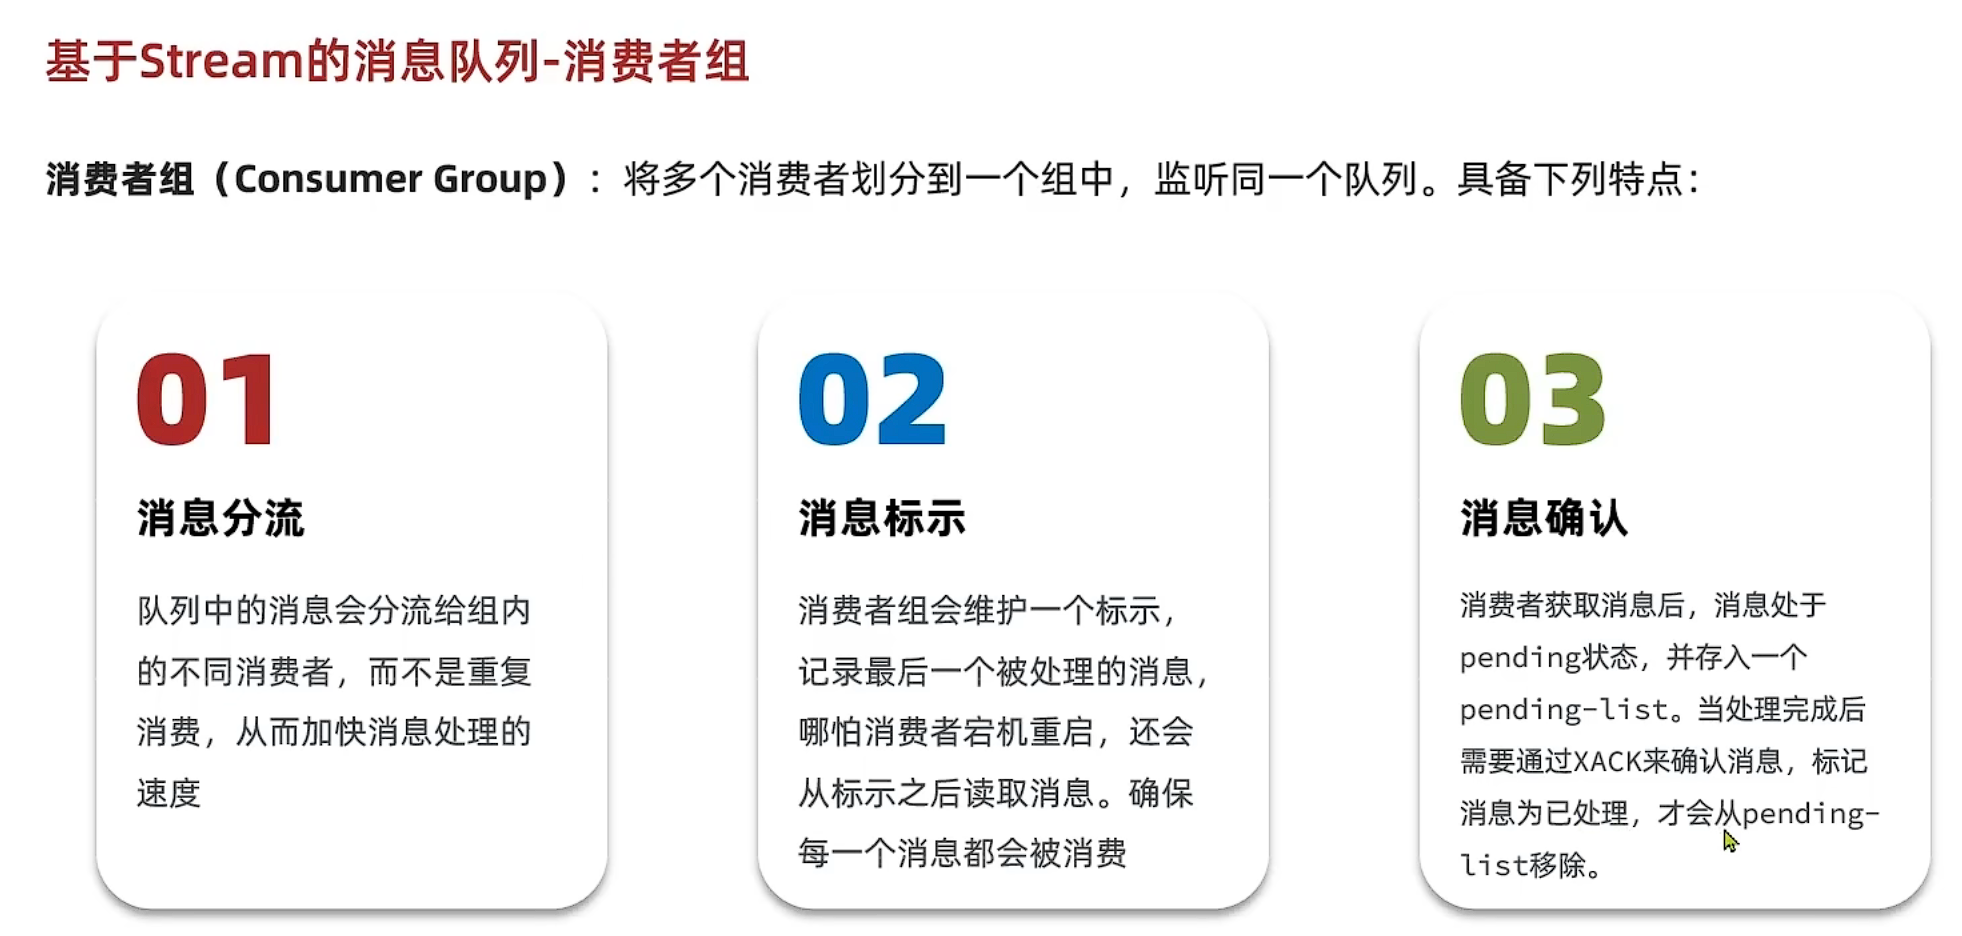 基于Stream的消息队列-消费者组
消费者组（Consumer Group）：将多个消费者划分到一个组中，监听同一个队列。具备下列特点：
01
消息分流
队列中的消息会分流给组内
的不同消费者，而不是重复
消费，从而加快消息处理的
速度
02
消息标示
消费者组会维护一个标示，
记录最后一个被处理的消息，
哪怕消费者宕机重启，还会
从标示之后读取消息。确保
每一个消息都会被消费
03
消息确认
消费者获取消息后，消息处于
pending状态，并存入一个
pending-list。当处理完成后
需要通过XACK来确认消息，标记
消息为已处理，才会从pending-
list移除。